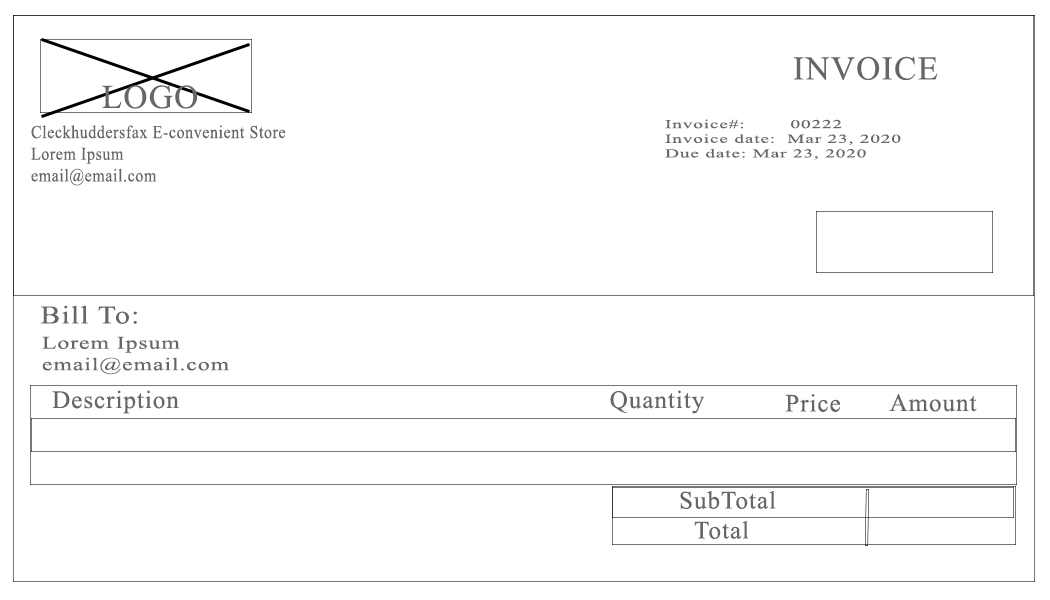 LOGO
Cleckhuddersfax E-convenient Store
Lorem Ipsum
email@email.com
INVOICE
Invoice#: 00222
Invoice date: Mar 23, 2020
Due date: Mar 23, 2020
Bill To:
Lorem Ipsum
email@email.com
Description Quantity Price Amount
SubTotal
Total